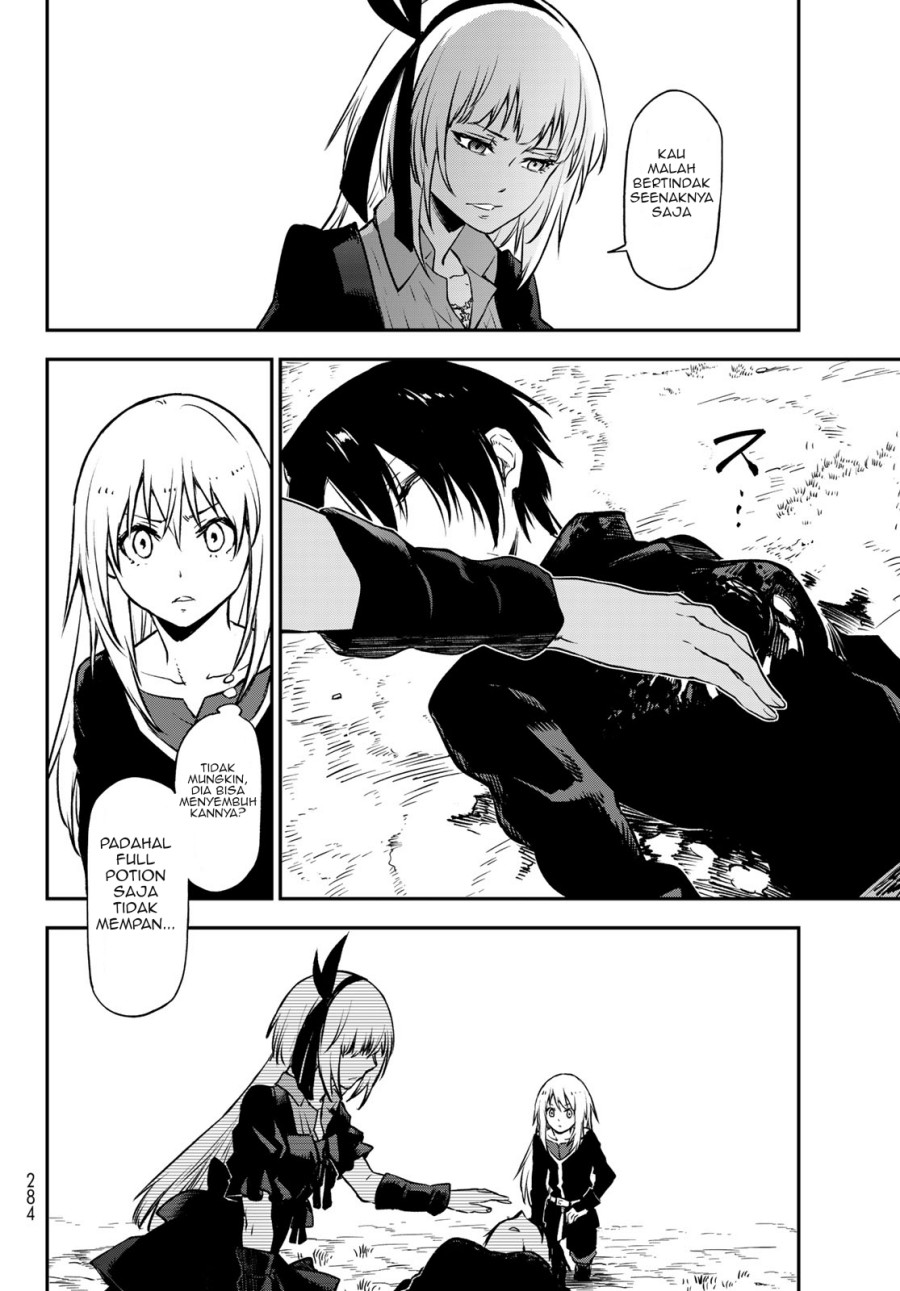 KAU
MALAH
BERTINDAK
SEENAKNYA
SAJA
ス…
TIDAK
MUNGKIN,
DIA BISA
MENYEMBUH
KANNYA?
PADAHAL
FULL
POTION
SAJA
TIDAK
MEMPAN...
284